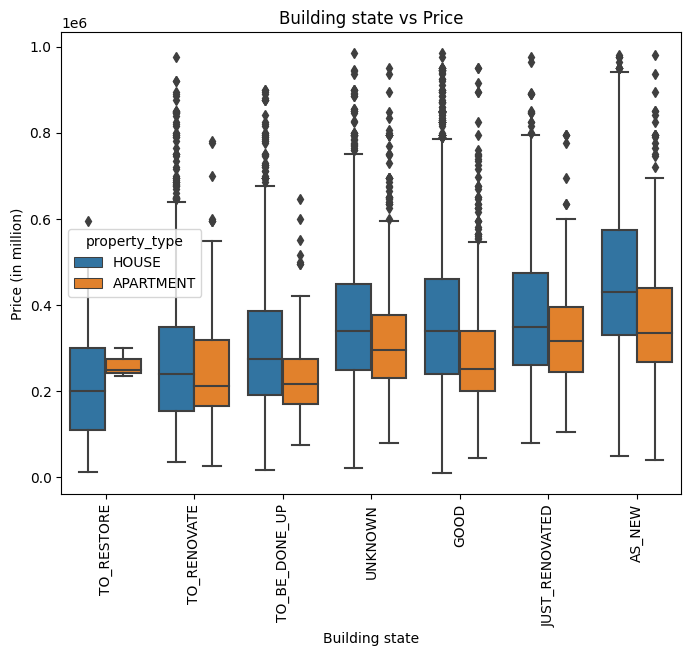 Building state vs Price
1e6
1.0
0.8
0.6
0.4
0.2
0.0
Price (in million)
property_type
HOUSE
APARTMENT
TO_RESTORE
TO_RENOVATE
TO_BE_DONE_UP
UNKNOWN
GOOD
JUST_RENOVATED
AS_NEW
Building state